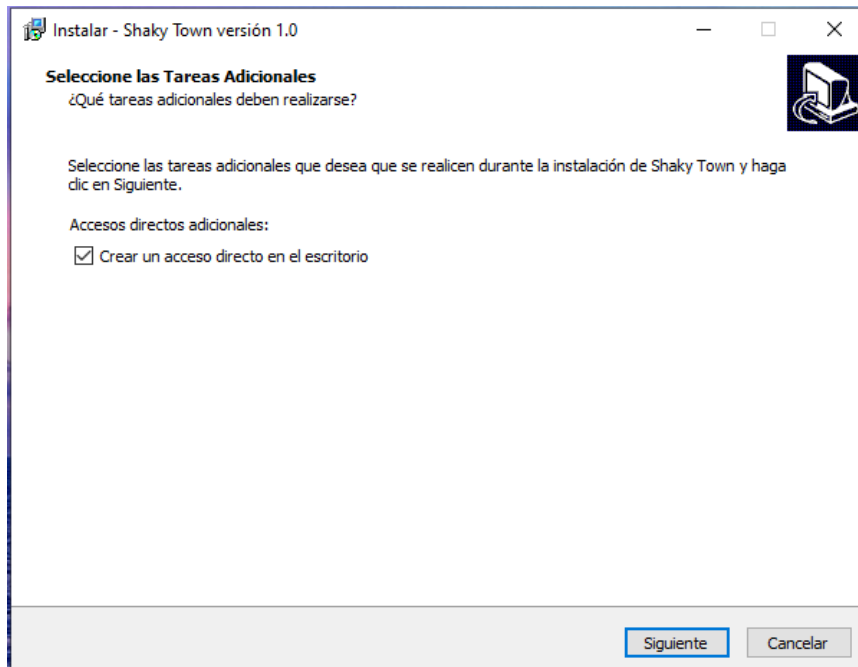 Instalar - Shaky Town versión 1.0
Seleccione las Tareas Adicionales
¿Qué tareas adicionales deben realizarse?
Seleccione las tareas adicionales que desea que se realicen durante la instalación de Shaky Town y haga
clic en Siguiente.
Accesos directos adicionales:
Crear un acceso directo en el escritorio
Siguiente
Cancelar